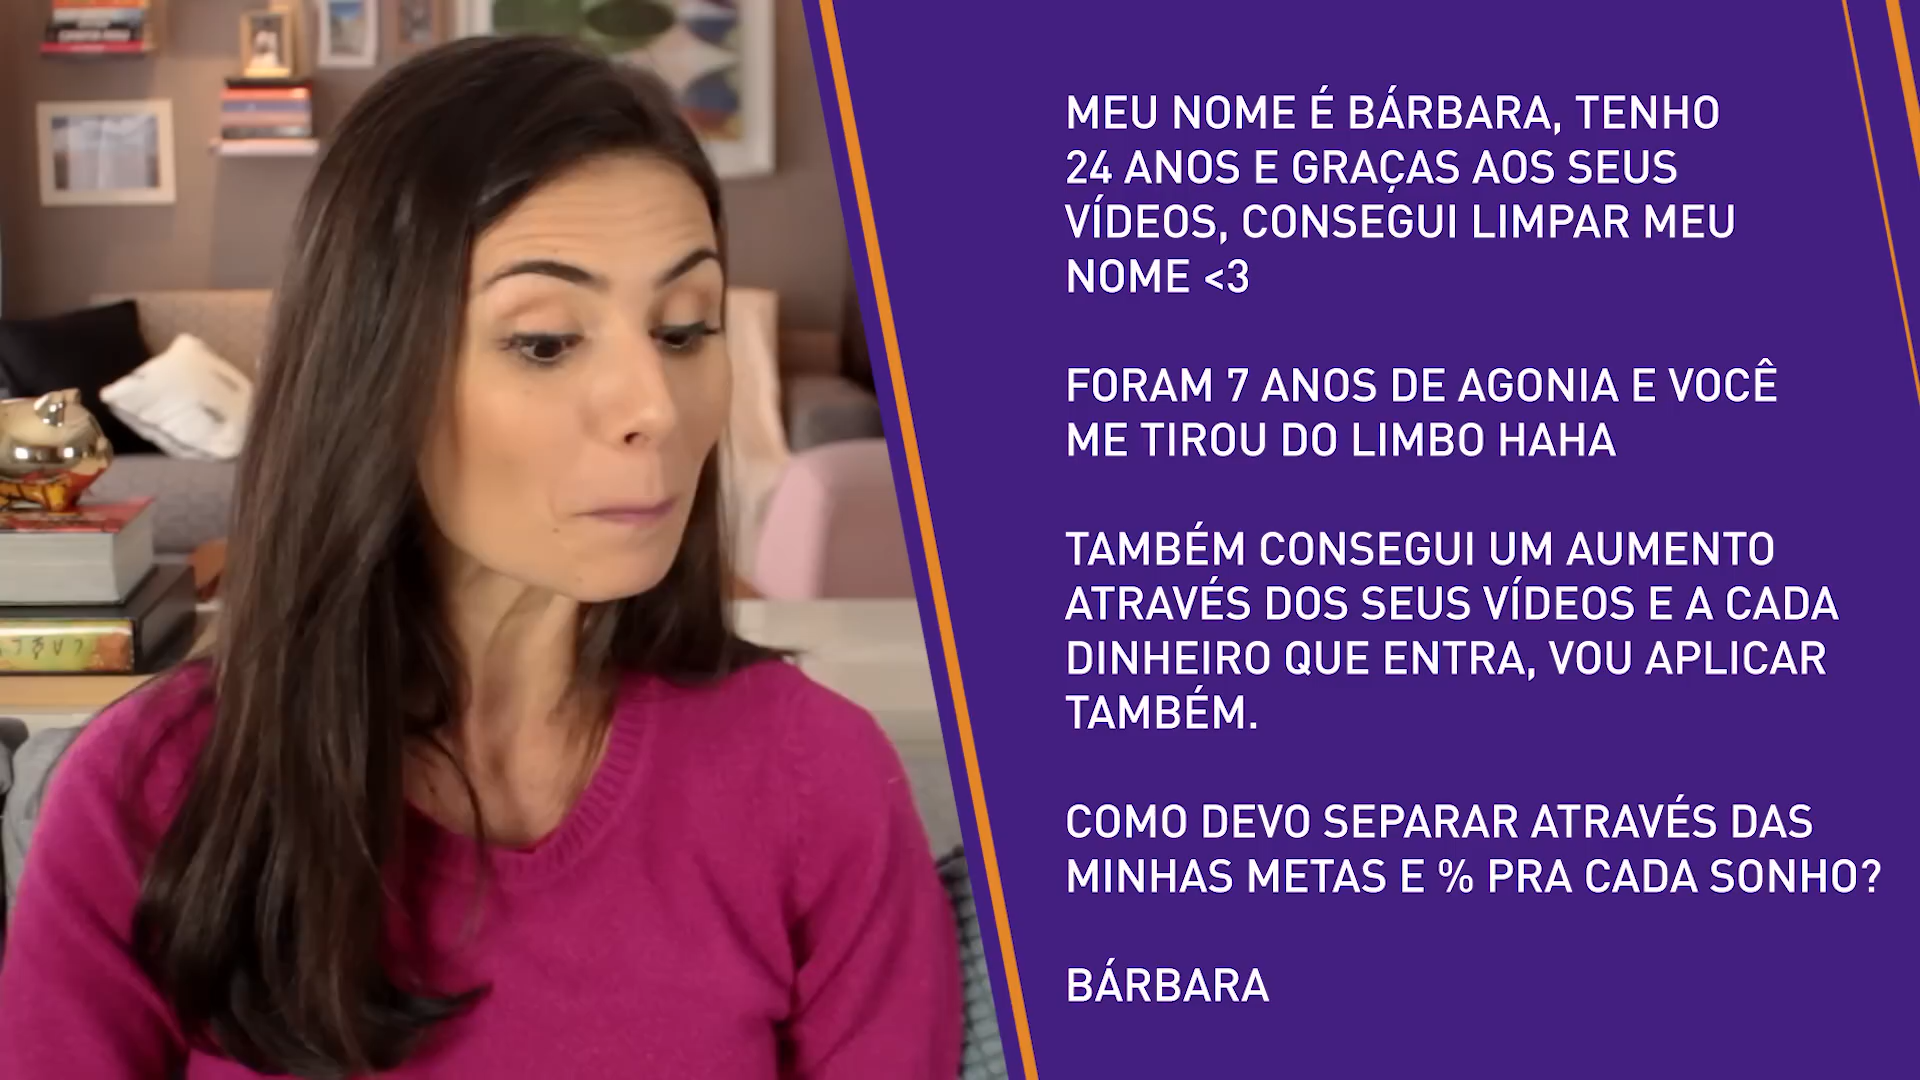 MEU NOME É BÁRBARA, TENHO
24 ANOS E GRAÇAS AOS SEUS
VÍDEOS, CONSEGUI LIMPAR MEU
NOME <3
FORAM 7 ANOS DE AGONIA E VOCÊ
ME TIROU DO LIMBO HAHA
TAMBÉM CONSEGUI UM AUMENTO
ATRAVÉS DOS SEUS VÍDEOS E A CADA
DINHEIRO QUE ENTRA, VOU APLICAR
TAMBÉM.
COMO DEVO SEPARAR ATRAVÉS DAS
MINHAS METAS E % PRA CADA SONHO?
BÁRBARA